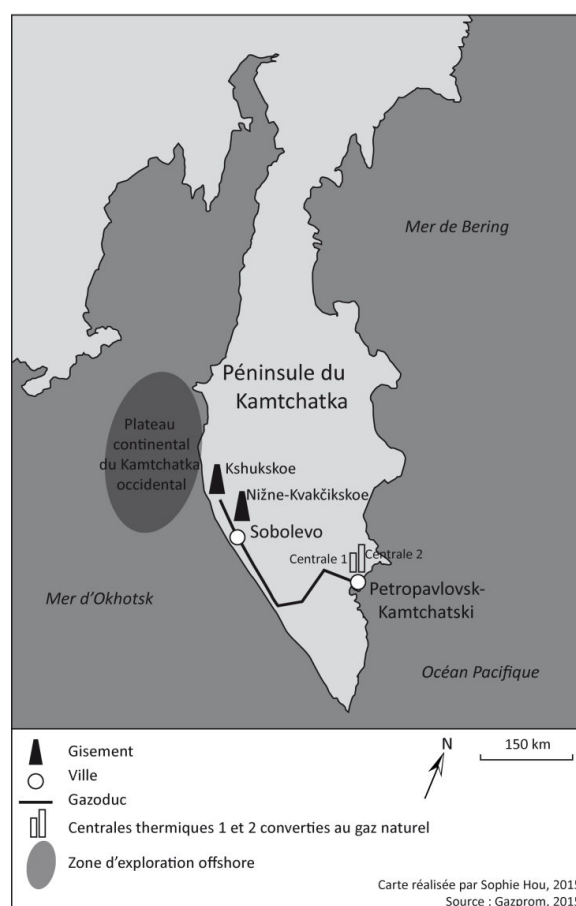 Mer de Bering
Péninsule du
Kamtchatka
Plateau
continental
du Kamtchatka
occidental
Kshukskoe
Nižne-Kvakčikskoe
Sobolevo
Centrale 1
Centrale 2
Mer d'Okhotsk
Petropavlovsk-
Kamtchatski
Océan Pacifique
Gisement
N
150 km
Ville
Gazoduc
Centrales thermiques 1 et 2 converties au gaz naturel
Zone d'exploration offshore
Carte réalisée par Sophie Hou, 2015
Source : Gazprom, 2015